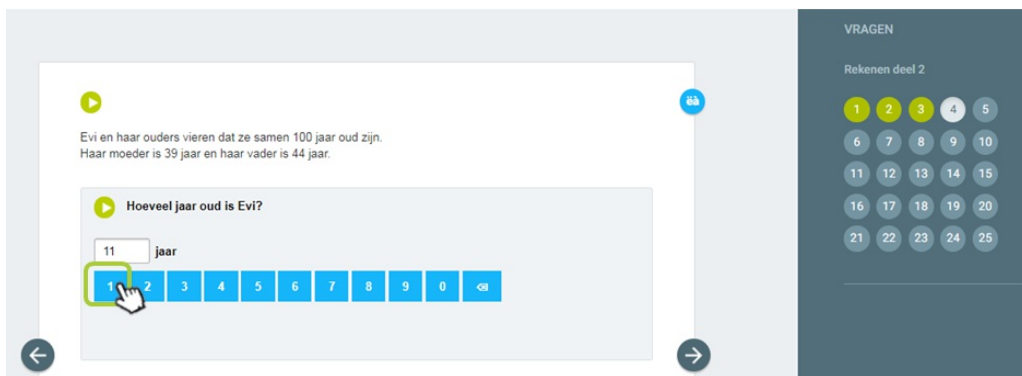 VRAGEN
Rekenen deel 2
1 2 3 4 5
6 7 8 9 10
11 12 13 14 15
16 17 18 19 20
21 22 23 24 25
ëà
Evi en haar ouders vieren dat ze samen 100 jaar oud zijn.
Haar moeder is 39 jaar en haar vader is 44 jaar.
Hoeveel jaar oud is Evi?
11 jaar
1 2 3 4 5 6 7 8 9 0